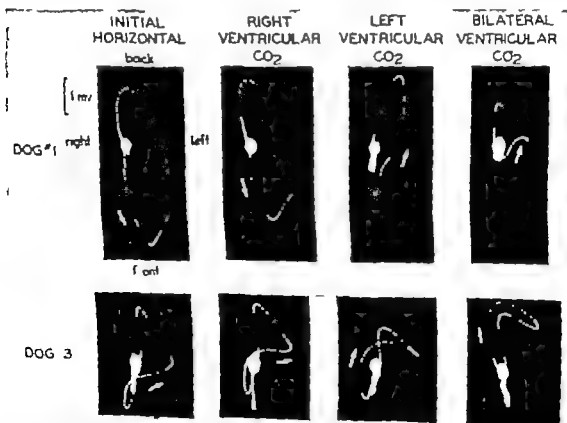 INITIAL HORIZONTAL
back
RIGHT VENTRICULAR CO2
LEFT VENTRICULAR CO2
BILATERAL VENTRICULAR CO2
1 mv
DOG #1
right
left
front
DOG 3